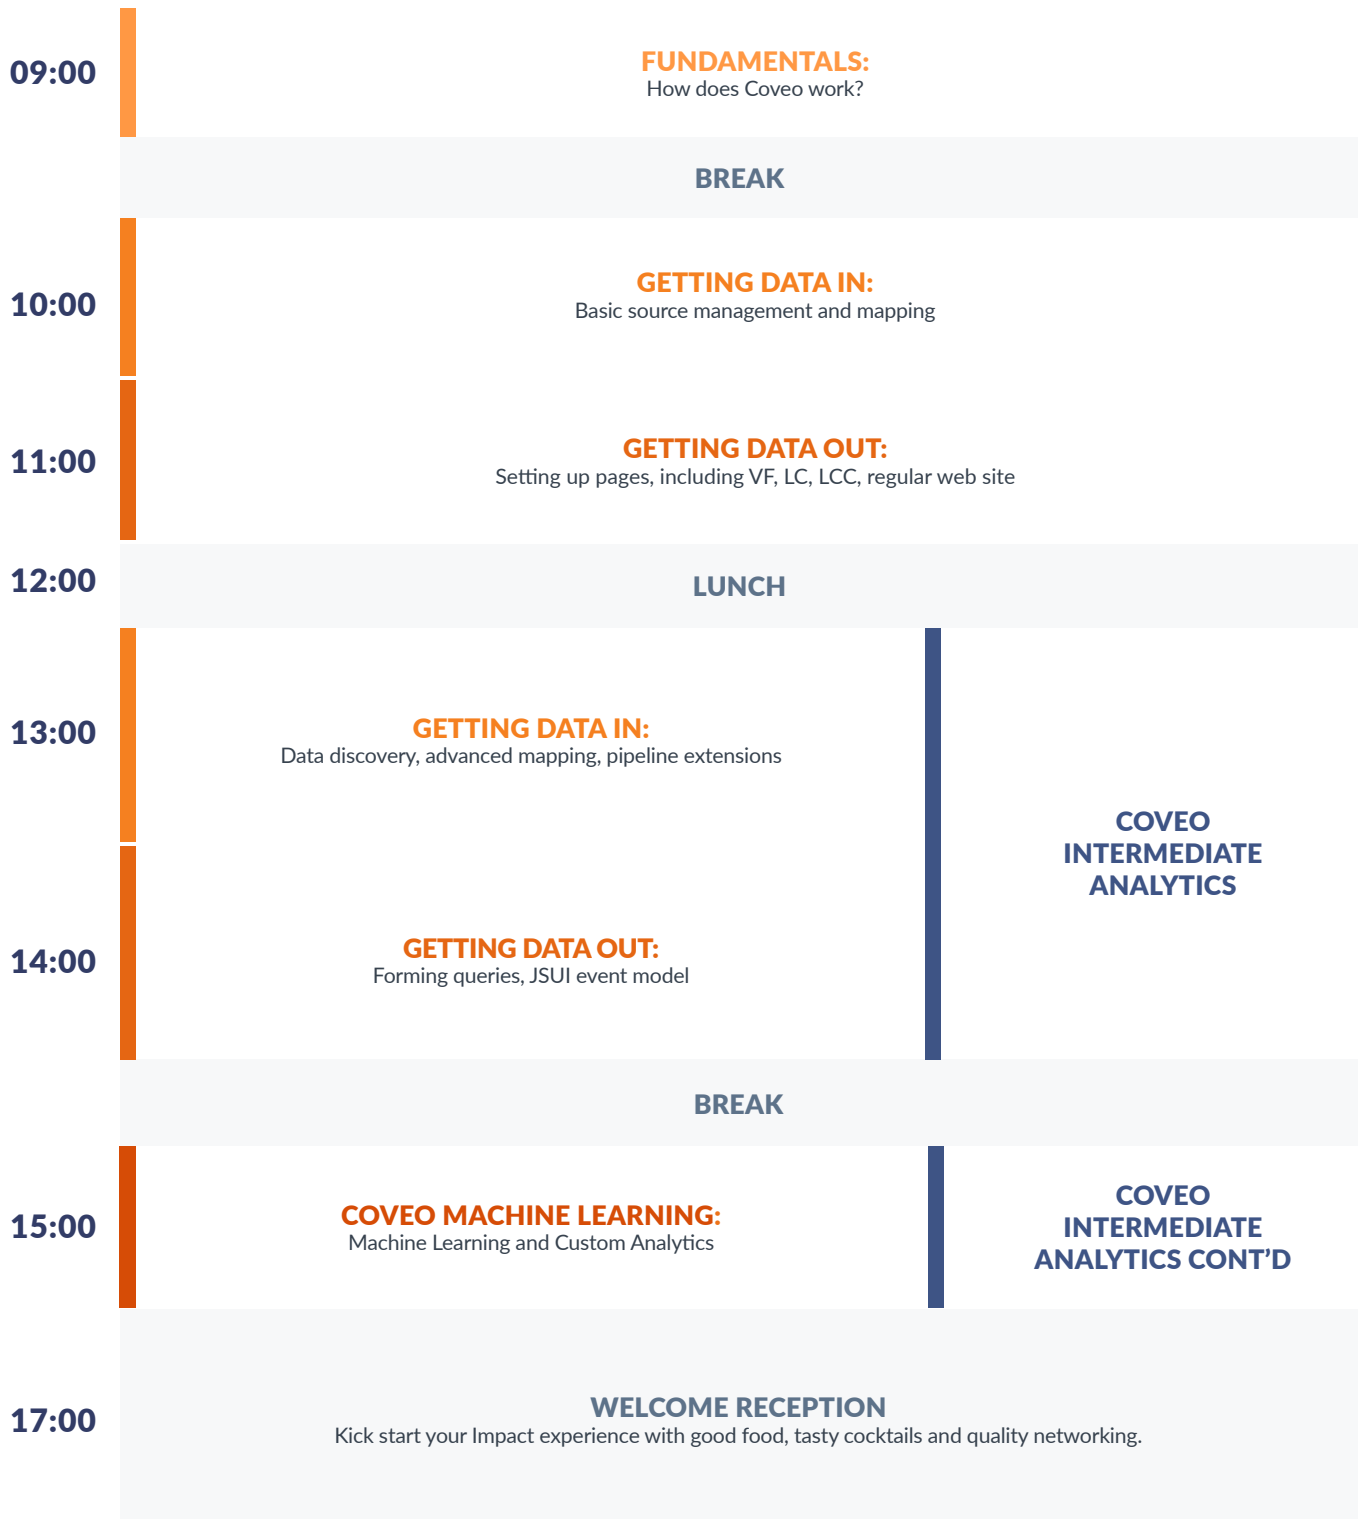 09:00
FUNDAMENTALS:
How does Coveo work?
BREAK
10:00
GETTING DATA IN:
Basic source management and mapping
11:00
GETTING DATA OUT:
Setting up pages, including VF, LC, LCC, regular web site
12:00
LUNCH
13:00
GETTING DATA IN:
Data discovery, advanced mapping, pipeline extensions
14:00
GETTING DATA OUT:
Forming queries, JSUI event model
COVEO
INTERMEDIATE
ANALYTICS
BREAK
15:00
COVEO MACHINE LEARNING:
Machine Learning and Custom Analytics
COVEO
INTERMEDIATE
ANALYTICS CONT’D
17:00
WELCOME RECEPTION
Kick start your Impact experience with good food, tasty cocktails and quality networking.